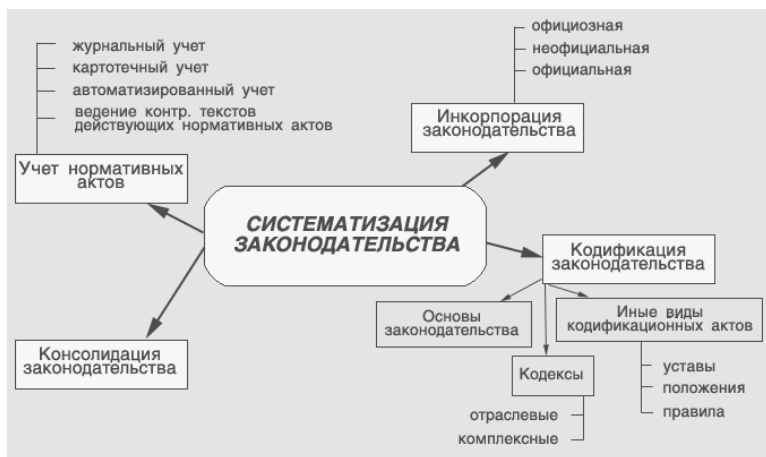 журнальный учет
картотечный учет
автоматизированный учет
ведение контр. текстов
действующих нормативных актов
Учет нормативных
актов
официозная
неофициальная
официальная
Инкорпорация
законодательства
СИСТЕМАТИЗАЦИЯ
ЗАКОНОДАТЕЛЬСТВА
Кодификация
законодательства
Основы
законодательства
Иные виды
кодификационных актов
Консолидация
законодательства
Кодексы
уставы
положения
правила
отраслевые
комплексные